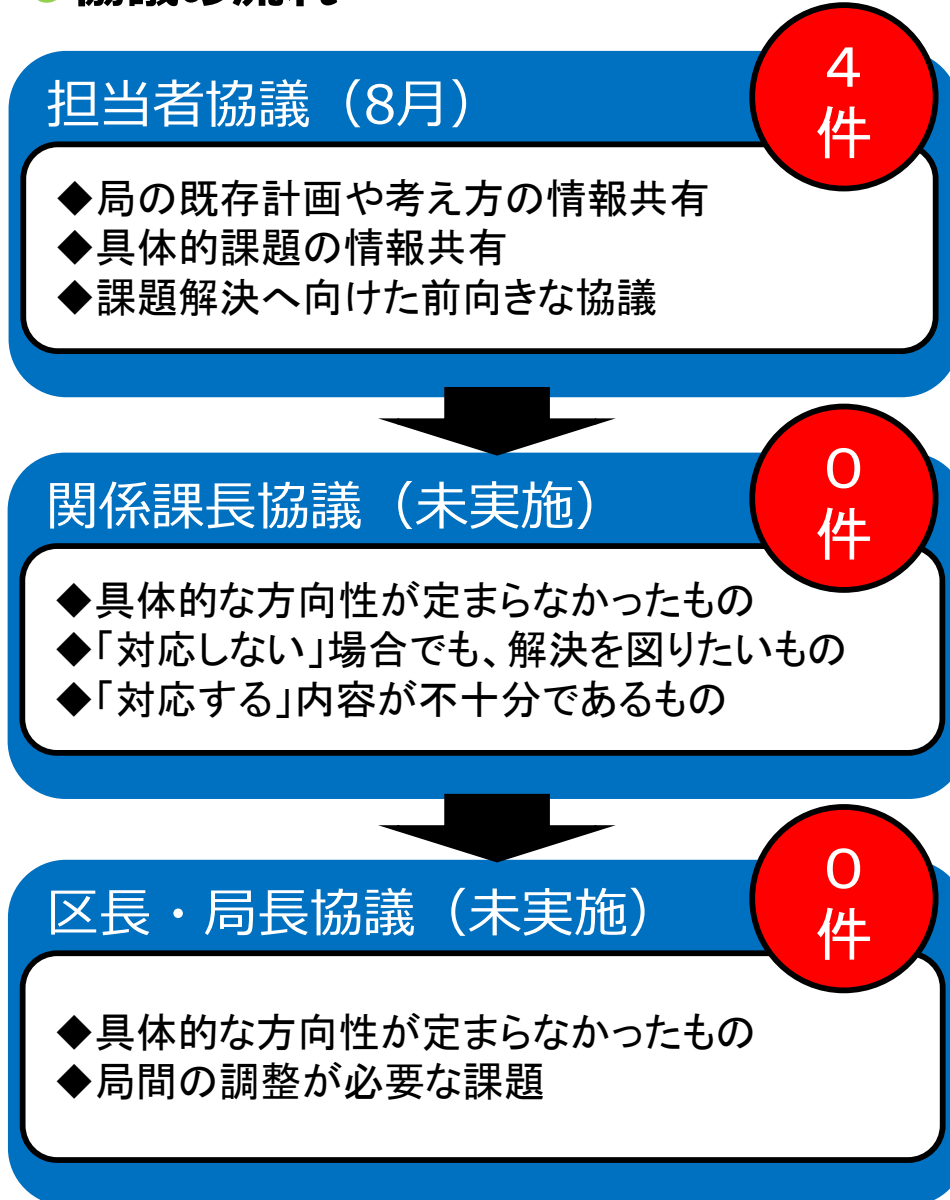 担当者協議（8月）
4
件
◆局の既存計画や考え方の情報共有
◆具体的課題の情報共有
◆課題解決へ向けた前向きな協議
関係課長協議（未実施）
0
件
◆具体的な方向性が定まらなかったもの
◆「対応しない」場合でも、解決を図りたいもの
◆「対応する」内容が不十分であるもの
区長・局長協議（未実施）
0
件
◆具体的な方向性が定まらなかったもの
◆局間の調整が必要な課題